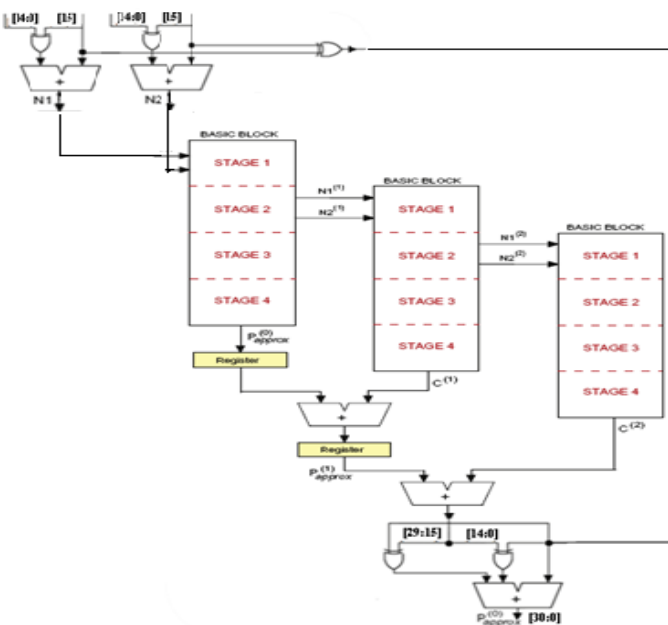 [14:0] [15] [14:0] [15]
+ +
N1 N2
BASIC BLOCK
STAGE 1
STAGE 2
STAGE 3
STAGE 4
N1(1)
N2(1)
BASIC BLOCK
STAGE 1
STAGE 2
STAGE 3
STAGE 4
N1(2)
N2(2)
BASIC BLOCK
STAGE 1
STAGE 2
STAGE 3
STAGE 4
P(0)approx
Register
C(1)
+
Register
P(1)approx
C(2)
+
[29:15] [14:0]
+
P(0)approx [30:0]